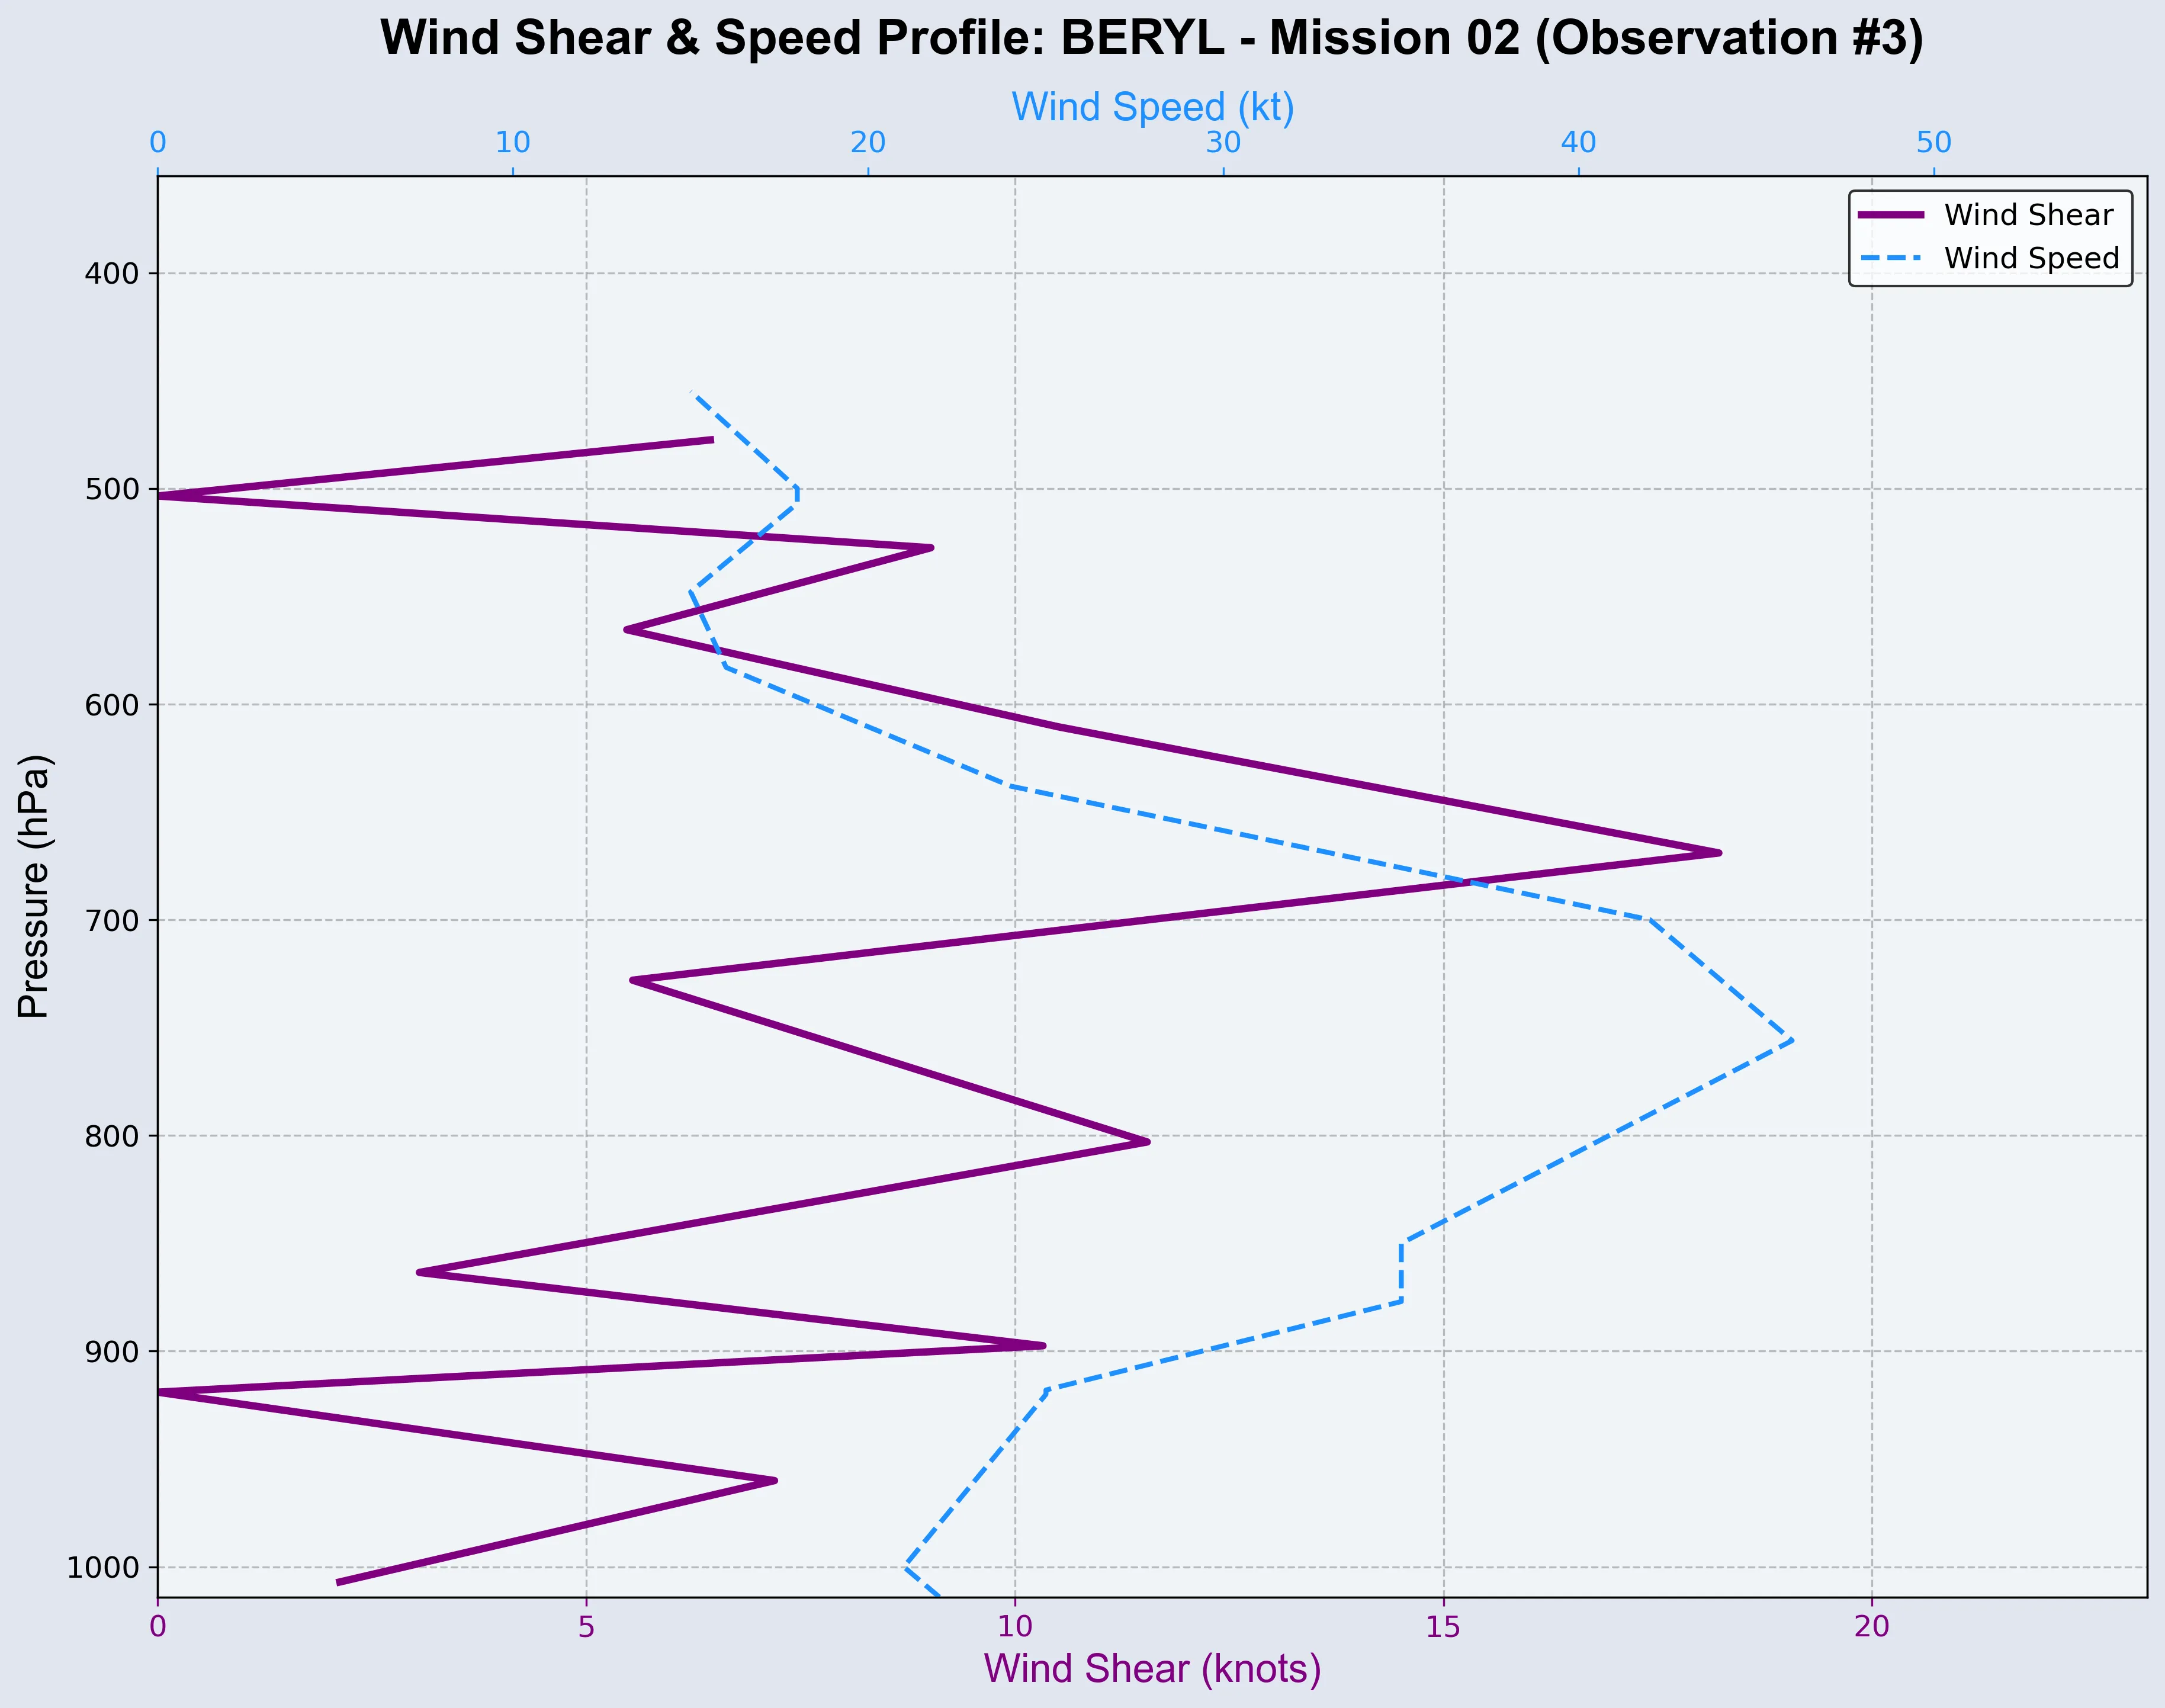 Wind Shear & Speed Profile: BERYL - Mission 02 (Observation #3)
Wind Speed (kt)
0 10 20 30 40 50
Wind Shear
Wind Speed
400
500
600
700
800
900
1000
Pressure (hPa)
0 5 10 15 20
Wind Shear (knots)